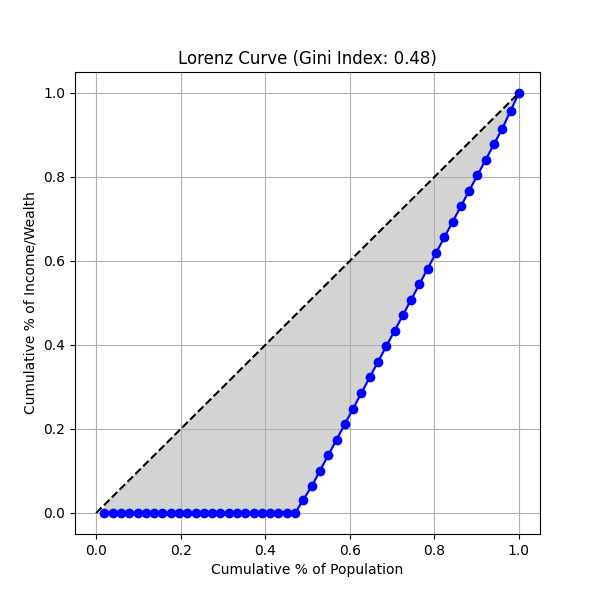 Lorenz Curve (Gini Index: 0.48)
Cumulative % of Income/Wealth
1.0
0.8
0.6
0.4
0.2
0.0
0.0 0.2 0.4 0.6 0.8 1.0
Cumulative % of Population